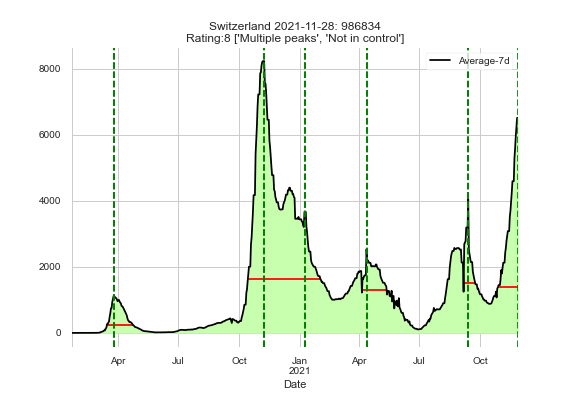 Switzerland 2021-11-28: 986834
Rating:8 ['Multiple peaks', 'Not in control']
Average-7d
8000
6000
4000
2000
0
Apr Jul Oct Jan Apr Jul Oct
2021
Date